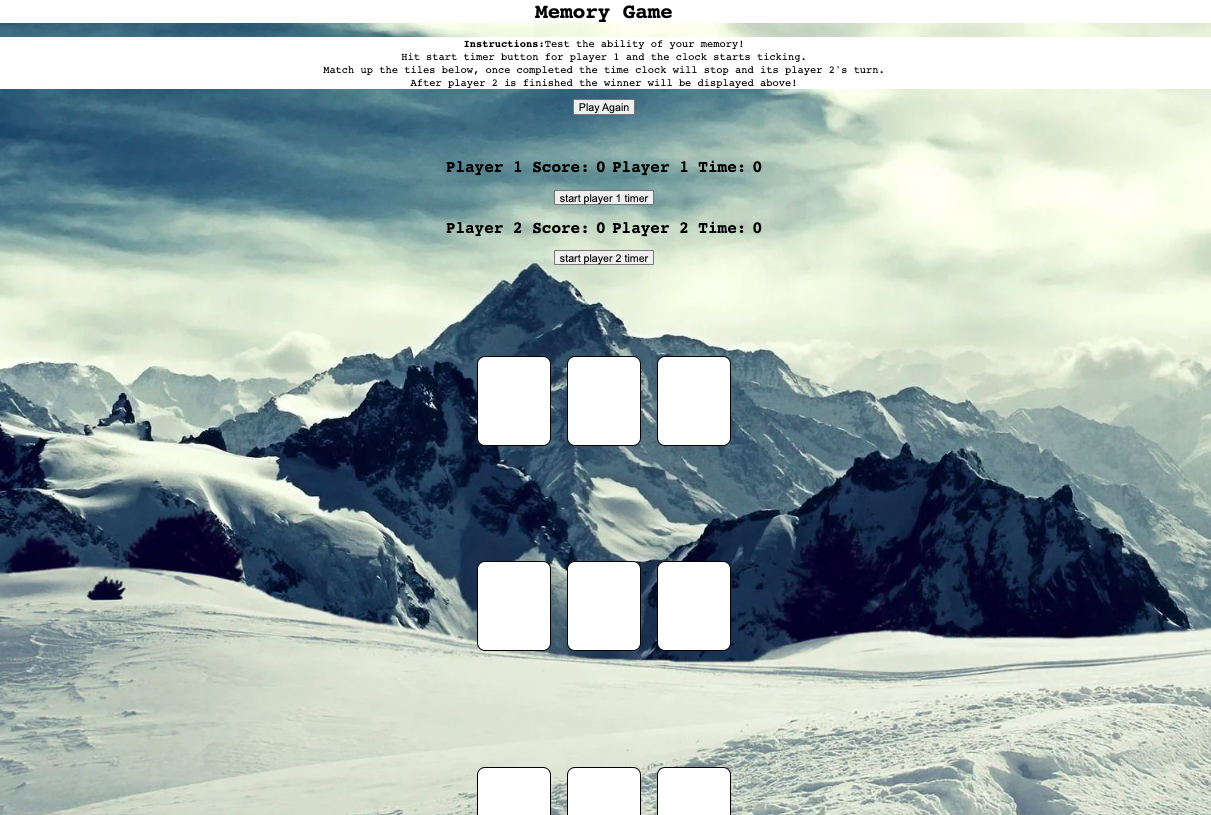 Memory Game
Instructions:Test the ability of your memory!
Hit start timer button for player 1 and the clock starts ticking.
Match up the tiles below, once completed the time clock will stop and its player 2's turn.
After player 2 is finished the winner will be displayed above!
Play Again
Player 1 Score: 0 Player 1 Time: 0
start player 1 timer
Player 2 Score: 0 Player 2 Time: 0
start player 2 timer